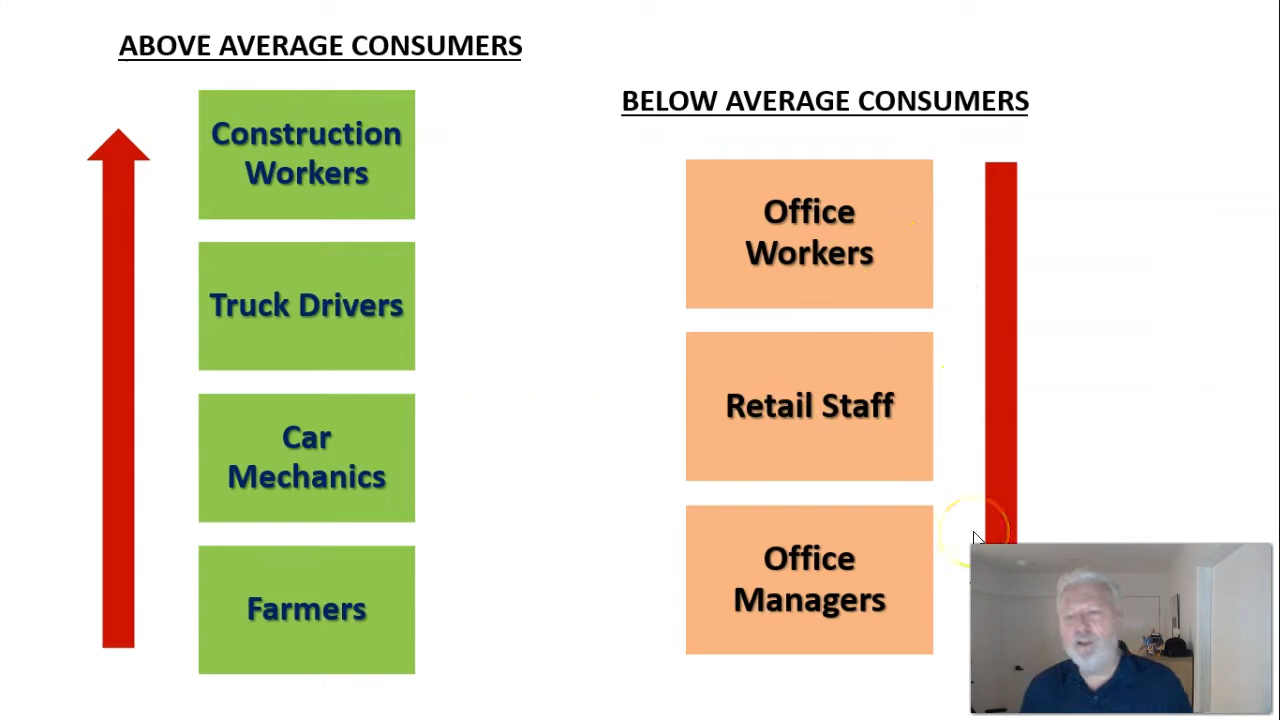 ABOVE AVERAGE CONSUMERS
Construction
Workers
Truck Drivers
Car
Mechanics
Farmers
BELOW AVERAGE CONSUMERS
Office
Workers
Retail Staff
Office
Managers